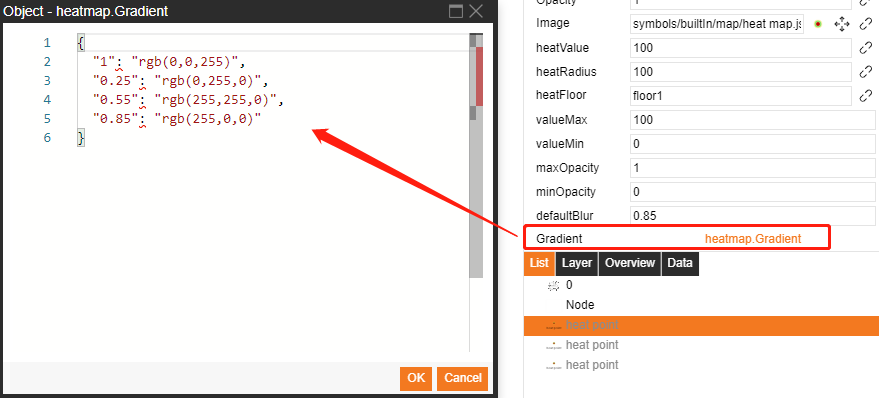 Object - heatmap.Gradient
1 {
2 "1": "rgb(0,0,255)",
3 "0.25": "rgb(0,255,0)",
4 "0.55": "rgb(255,255,0)",
5 "0.85": "rgb(255,0,0)"
6 }
OK Cancel
Opacity 1
Image symbols/builtIn/map/heat map.js
heatValue 100
heatRadius 100
heatFloor floor1
valueMax 100
valueMin 0
maxOpacity 1
minOpacity 0
defaultBlur 0.85
Gradient heatmap.Gradient
List Layer Overview Data
0
Node
heat point
heat point
heat point